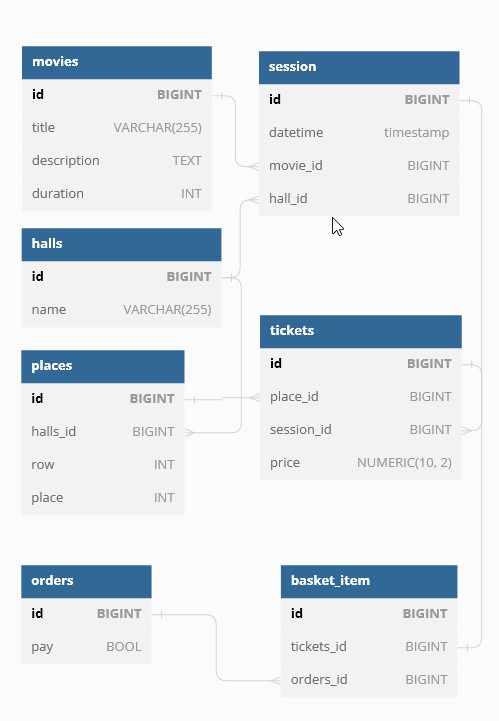 movies
id BIGINT
title VARCHAR(255)
description TEXT
duration INT
session
id BIGINT
datetime timestamp
movie_id BIGINT
hall_id BIGINT
halls
id BIGINT
name VARCHAR(255)
places
id BIGINT
halls_id BIGINT
row INT
place INT
tickets
id BIGINT
place_id BIGINT
session_id BIGINT
price NUMERIC(10, 2)
orders
id BIGINT
pay BOOL
basket_item
id BIGINT
tickets_id BIGINT
orders_id BIGINT